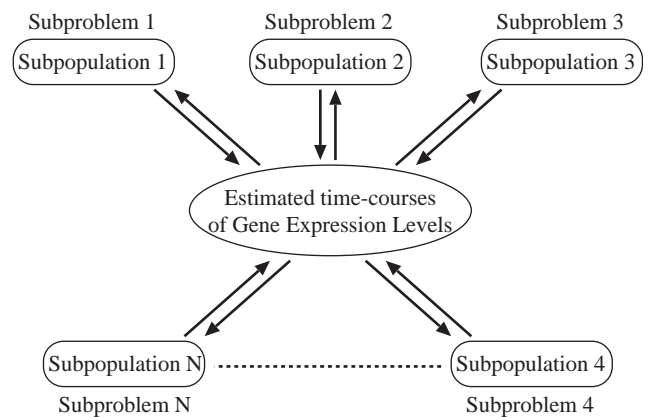 Subproblem 1
Subpopulation 1
Subproblem 2
Subpopulation 2
Subproblem 3
Subpopulation 3
Estimated time-courses
of Gene Expression Levels
Subpopulation N
Subproblem N
Subpopulation 4
Subproblem 4